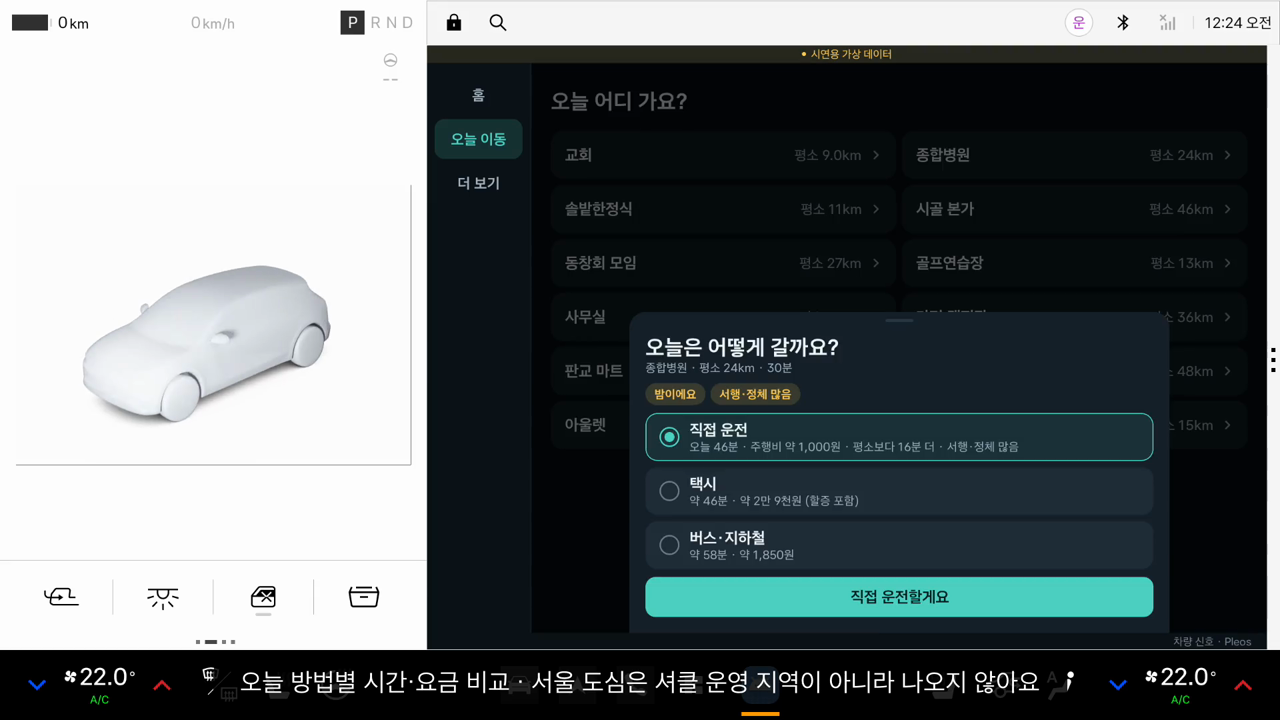 0km
0km/h
P R N D
--
운
12:24 오전
시연용 가상 데이터
홈
오늘 이동
더 보기
오늘 어디 가요?
교회 평소 9.0km
종합병원 평소 24km
솔밭한정식 평소 11km
시골 본가 평소 46km
동창회 모임 평소 27km
골프연습장 평소 13km
사무실
36km
판교 마트
48km
아울렛
15km
오늘은 어떻게 갈까요?
종합병원 · 평소 24km · 30분
밤이에요
서행·정체 많음
직접 운전
오늘 46분 · 주행비 약 1,000원 · 평소보다 16분 더 · 서행·정체 많음
택시
약 46분 · 약 2만 9천원 (할증 포함)
버스·지하철
약 58분 · 약 1,850원
직접 운전할게요
차량 신호 · Pleos
22.0°
A/C
오늘 방법별 시간·요금 비교 · 서울 도심은 셔클 운영 지역이 아니라 나오지 않아요
A
22.0°
A/C